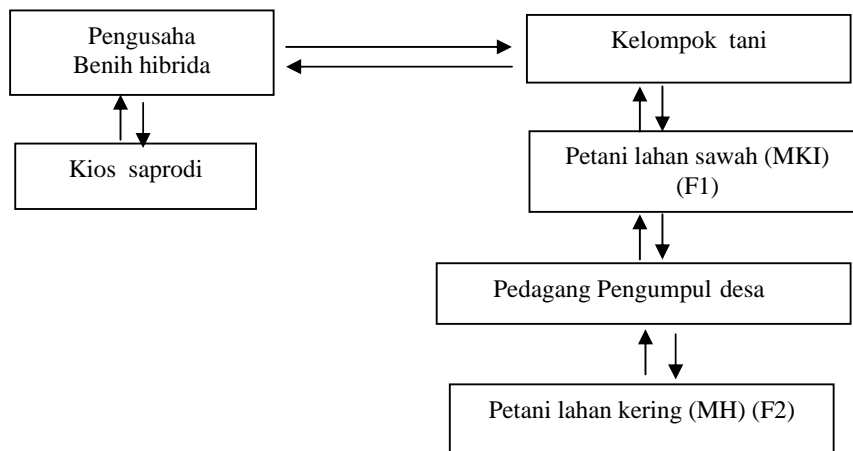 Pengusaha
Benih hibrida
Kelompok tani
Kios saprodi
Petani lahan sawah (MKI)
(F1)
Pedagang Pengumpul desa
Petani lahan kering (MH) (F2)